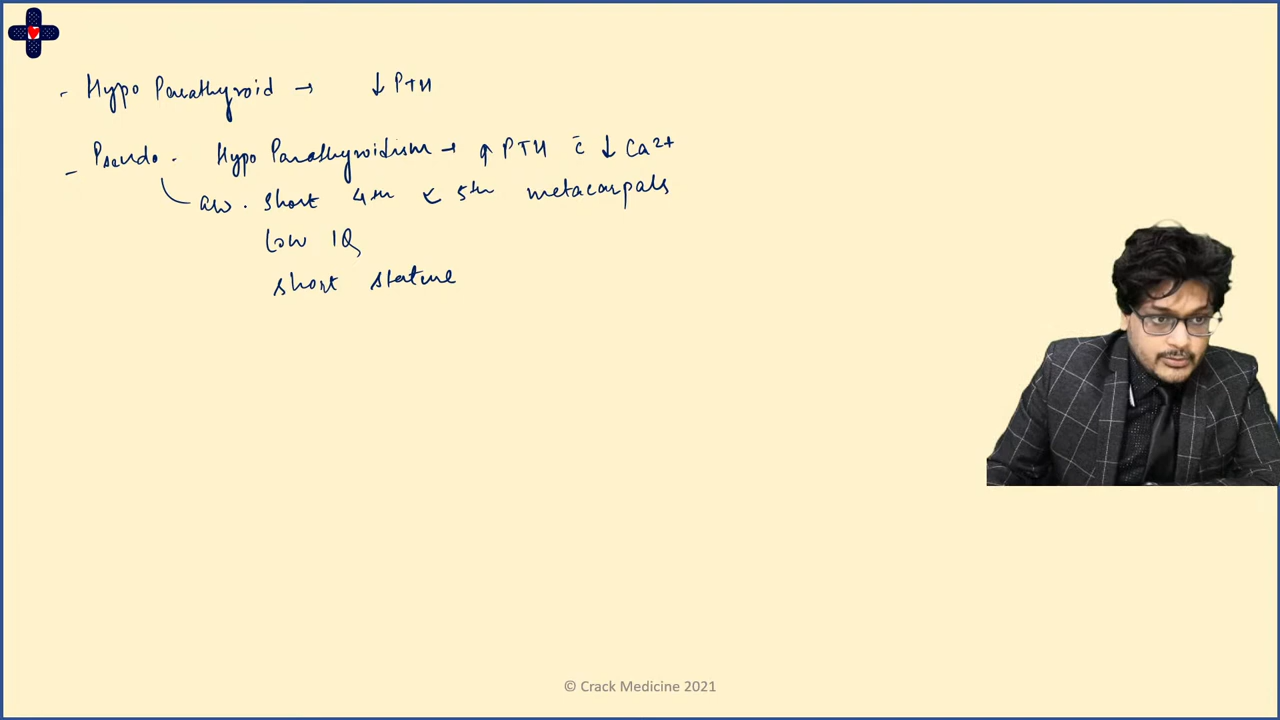 - Hypo Parathyroid → ↓ PTH
- Pseudo. Hypo Parathyroidism → ↑ PTH c̄ ↓ Ca²⁺
aw. short 4th & 5th metacarpals
Low IQ
short stature
© Crack Medicine 2021